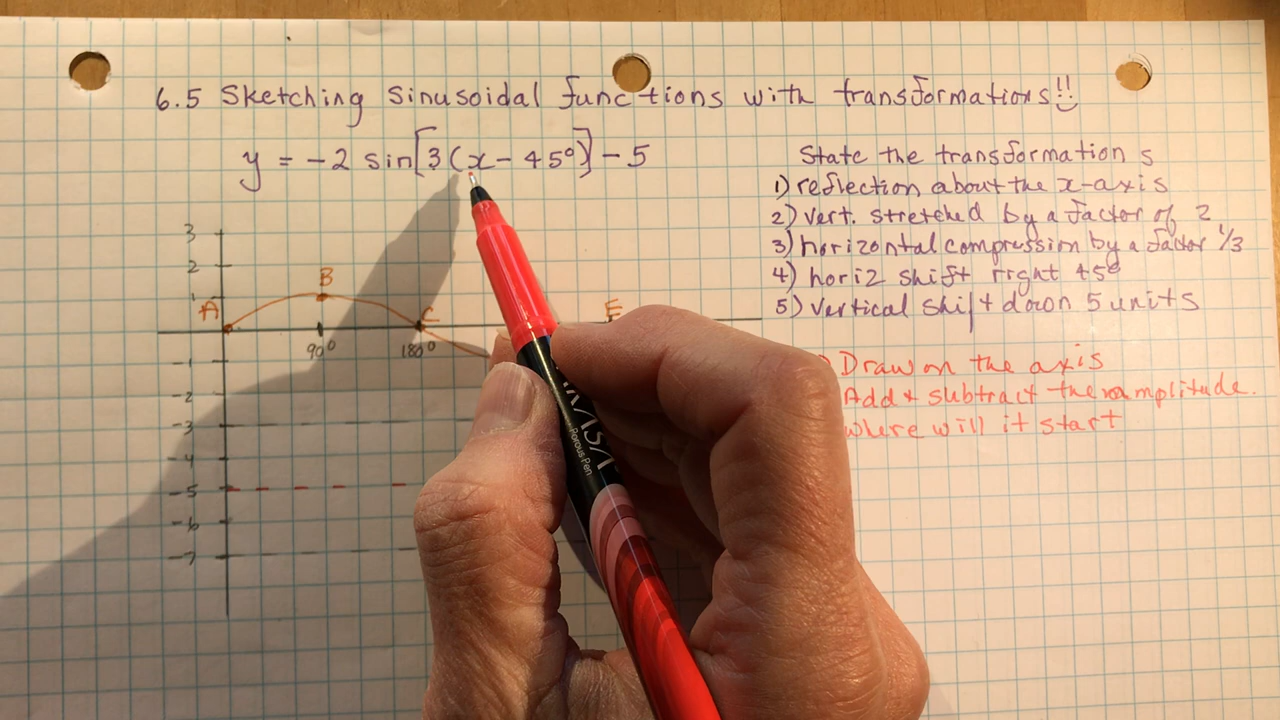 6.5 Sketching Sinusoidal functions with transformations!!
y = -2 sin[3(x - 45°)] - 5
State the transformations
1) reflection about the x-axis
2) vert. stretched by a factor of 2
3) horizontal compression by a factor 1/3
4) horiz shift right 45°
5) vertical shift down 5 units
Draw on the axis
Add & subtract the amplitude.
where will it start
3
2
1
A
B
C
E
90°
180°
-1
-2
-3
-4
-5
-6
-7
Porous Pen